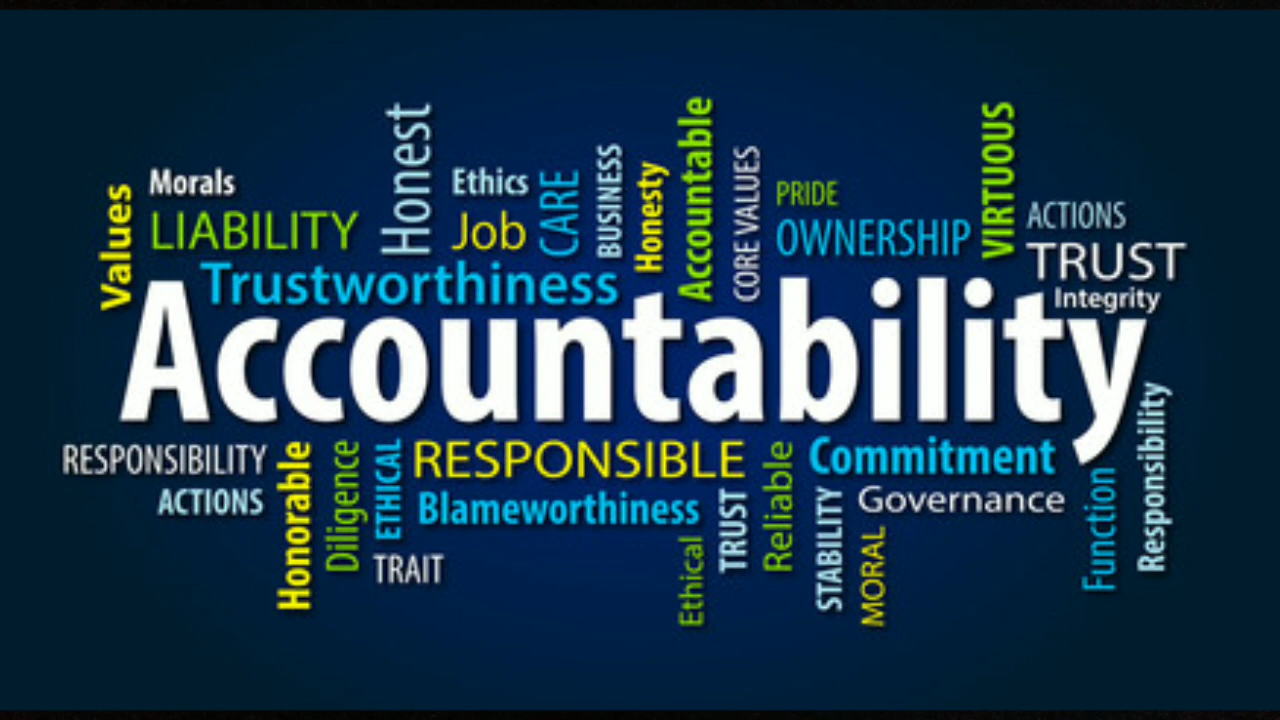 Values
Morals
LIABILITY
Honest
Ethics
Job
CARE
BUSINESS
Honesty
Accountable
CORE VALUES
PRIDE
OWNERSHIP
VIRTUOUS
ACTIONS
TRUST
Integrity
Trustworthiness
Accountability
RESPONSIBILITY
ACTIONS
Honorable
Diligence
ETHICAL
TRAIT
RESPONSIBLE
Blameworthiness
Ethical
TRUST
Reliable
Commitment
STABILITY
Governance
MORAL
Function
Responsibility